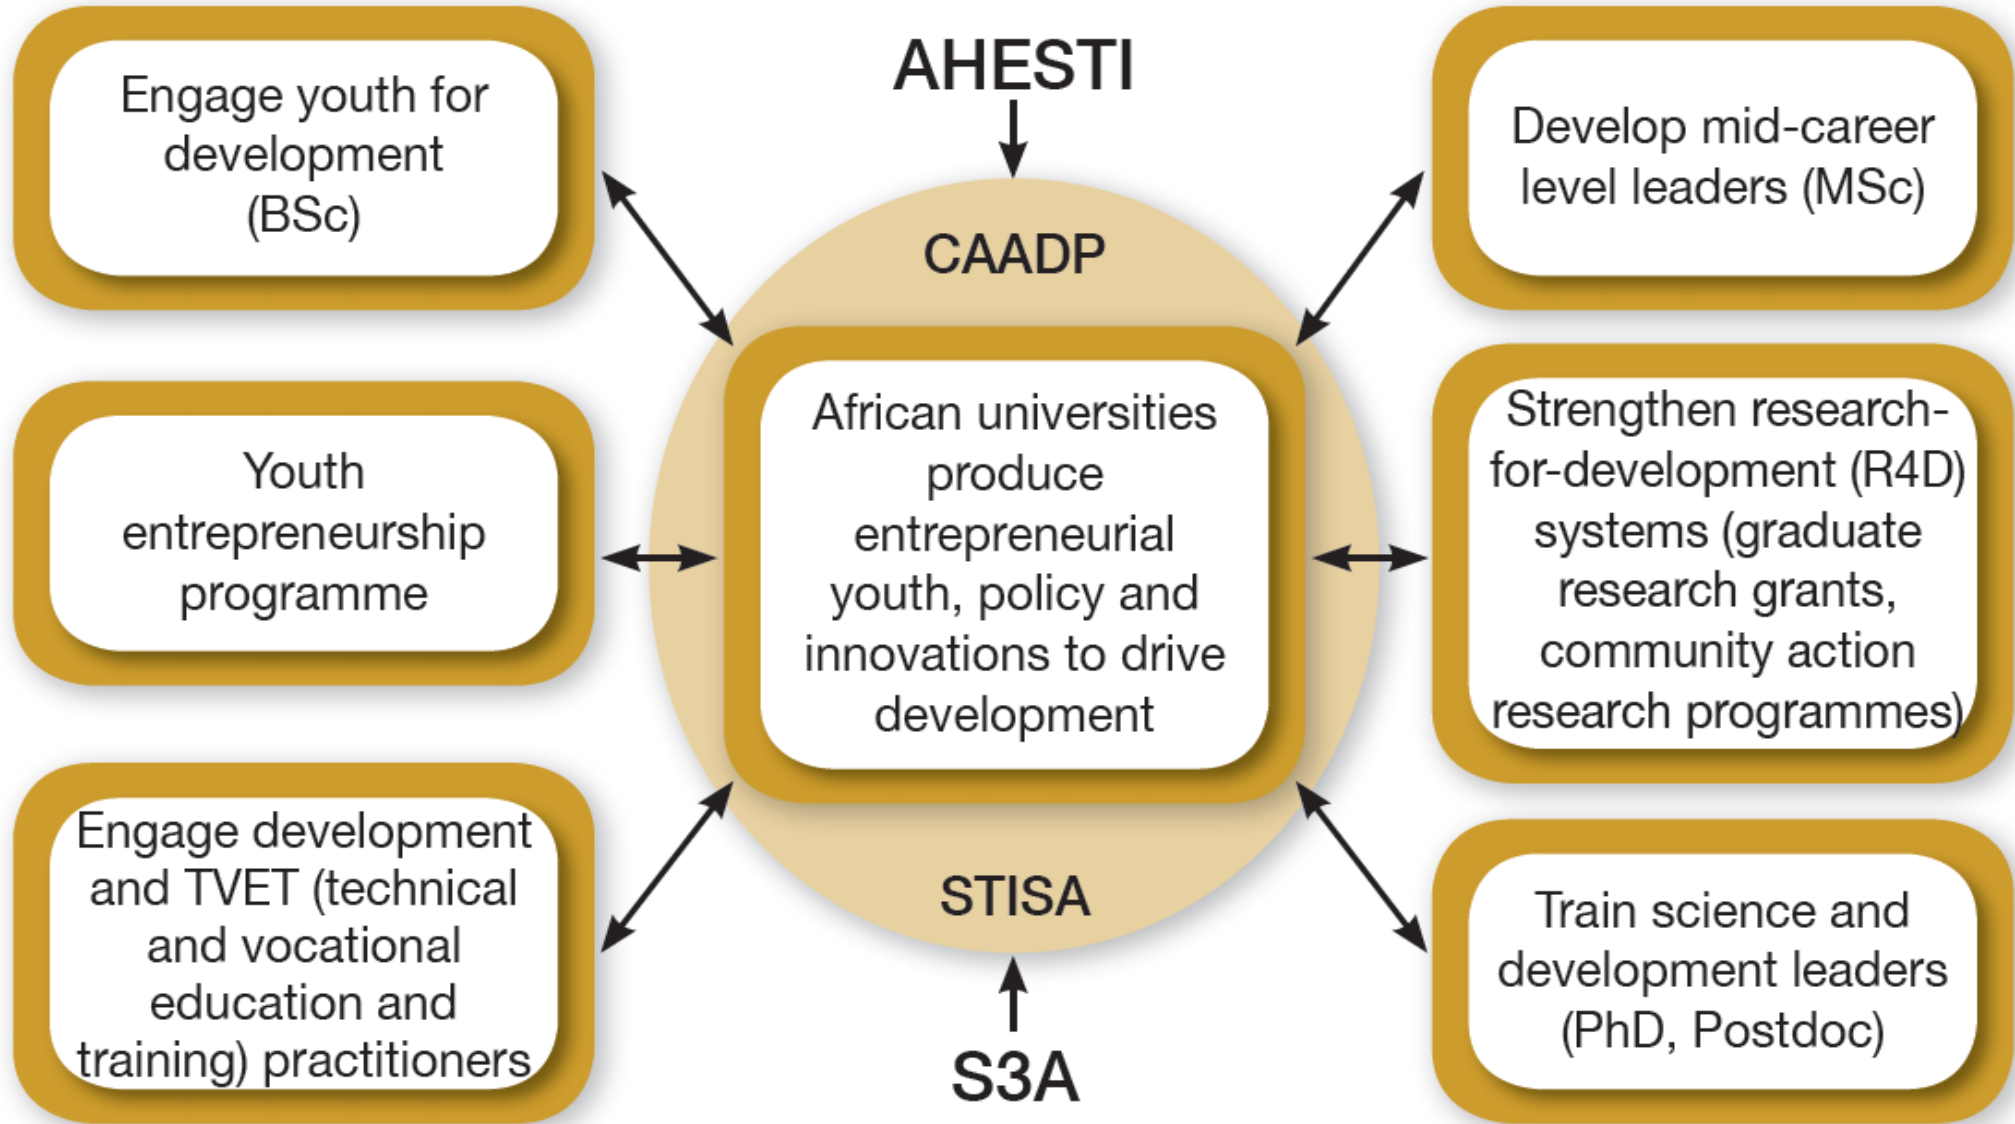 Engage youth for
development
(BSc)
Youth
entrepreneurship
programme
Engage development
and TVET (technical
and vocational
education and
training) practitioners
AHESTI
CAADP
African universities
produce
entrepreneurial
youth, policy and
innovations to drive
development
STISA
S3A
Develop mid-career
level leaders (MSc)
Strengthen research-
for-development (R4D)
systems (graduate
research grants,
community action
research programmes)
Train science and
development leaders
(PhD, Postdoc)